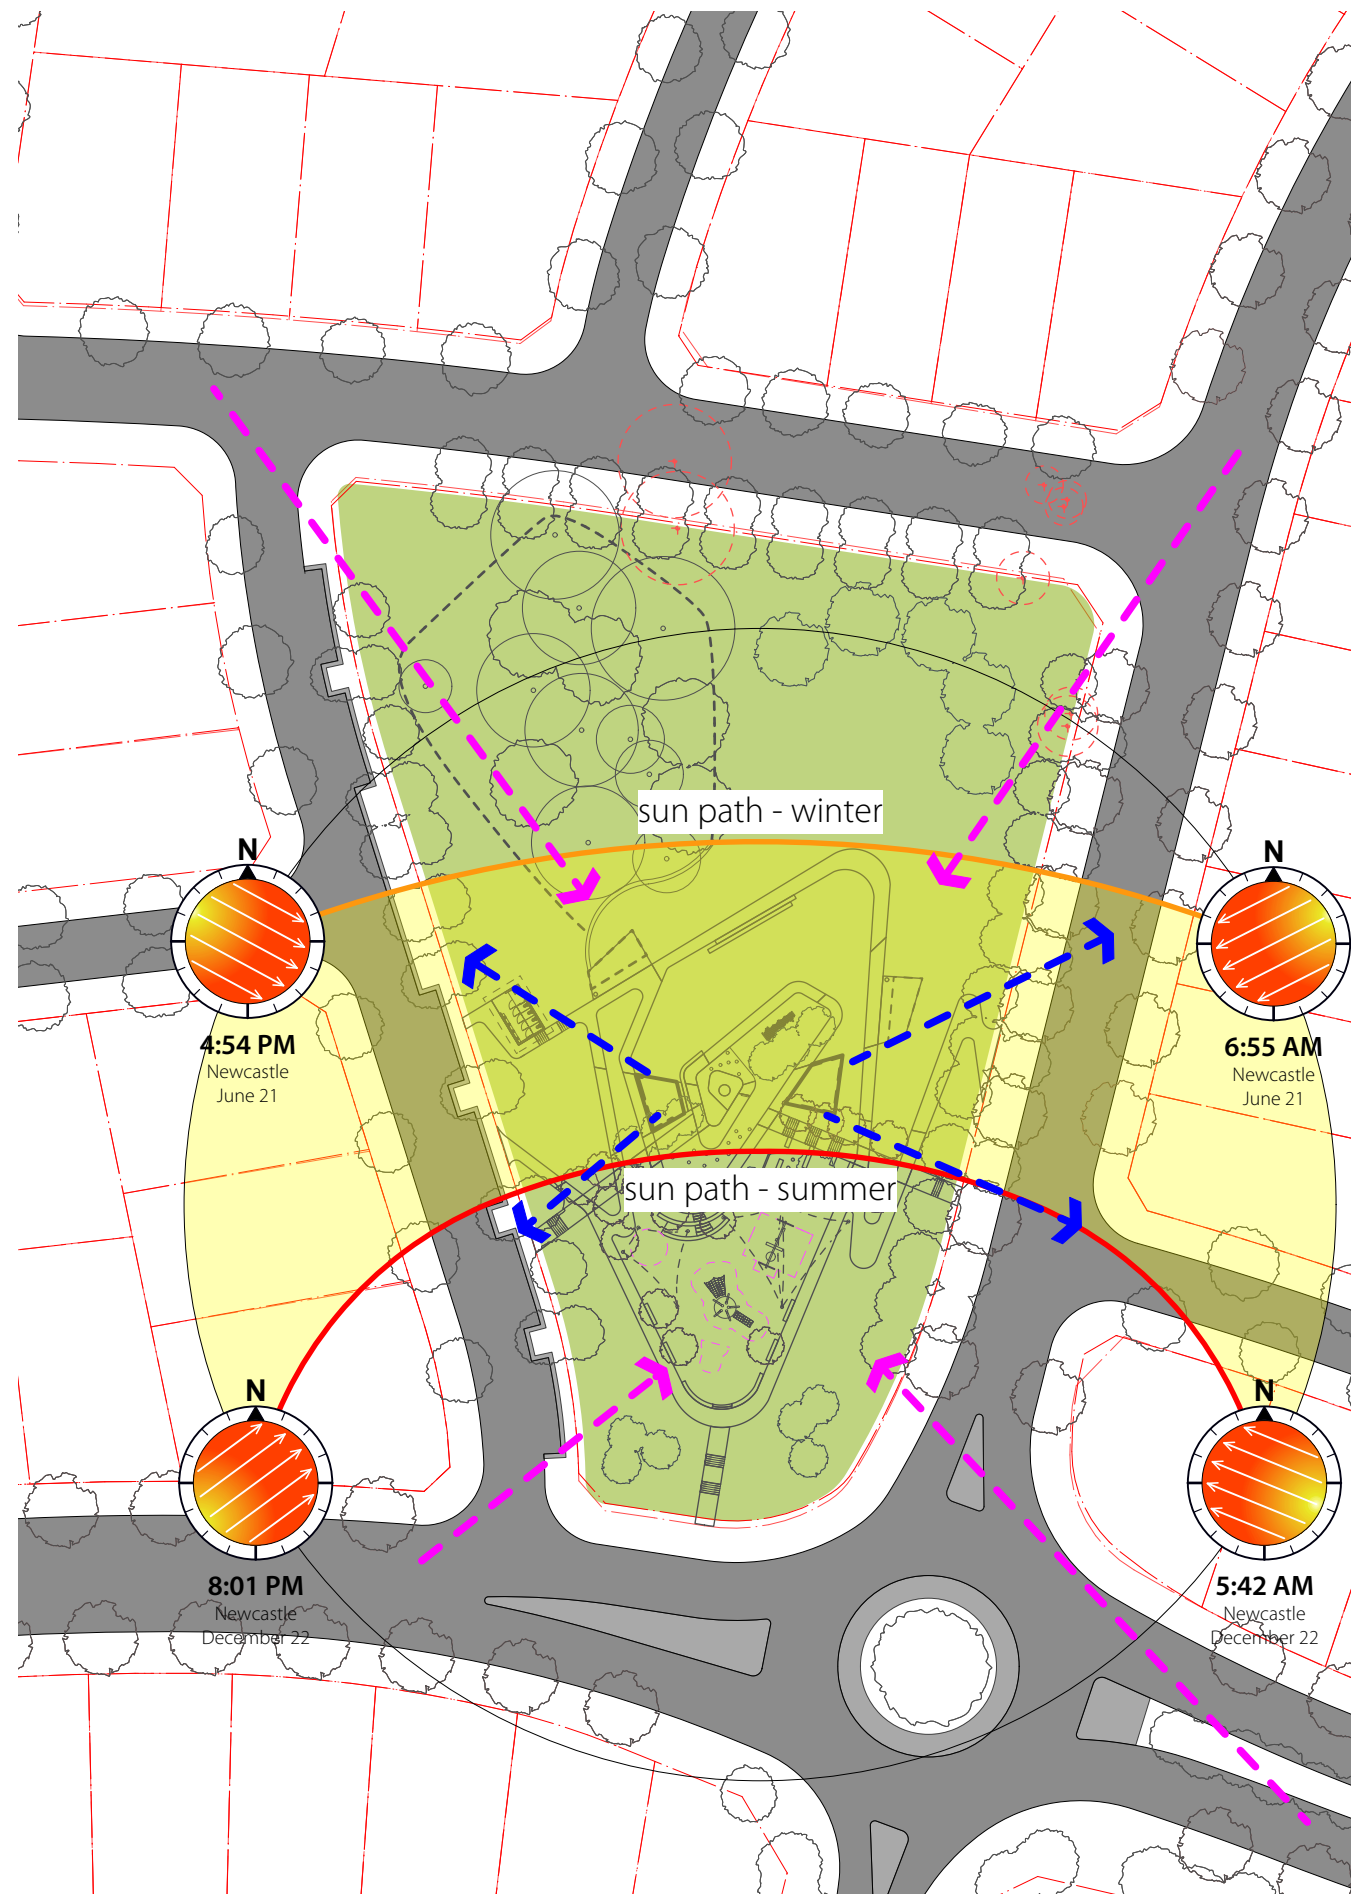 sun path - winter
N
4:54 PM
Newcastle
June 21
N
6:55 AM
Newcastle
June 21
sun path - summer
N
8:01 PM
Newcastle
December 22
N
5:42 AM
Newcastle
December 22